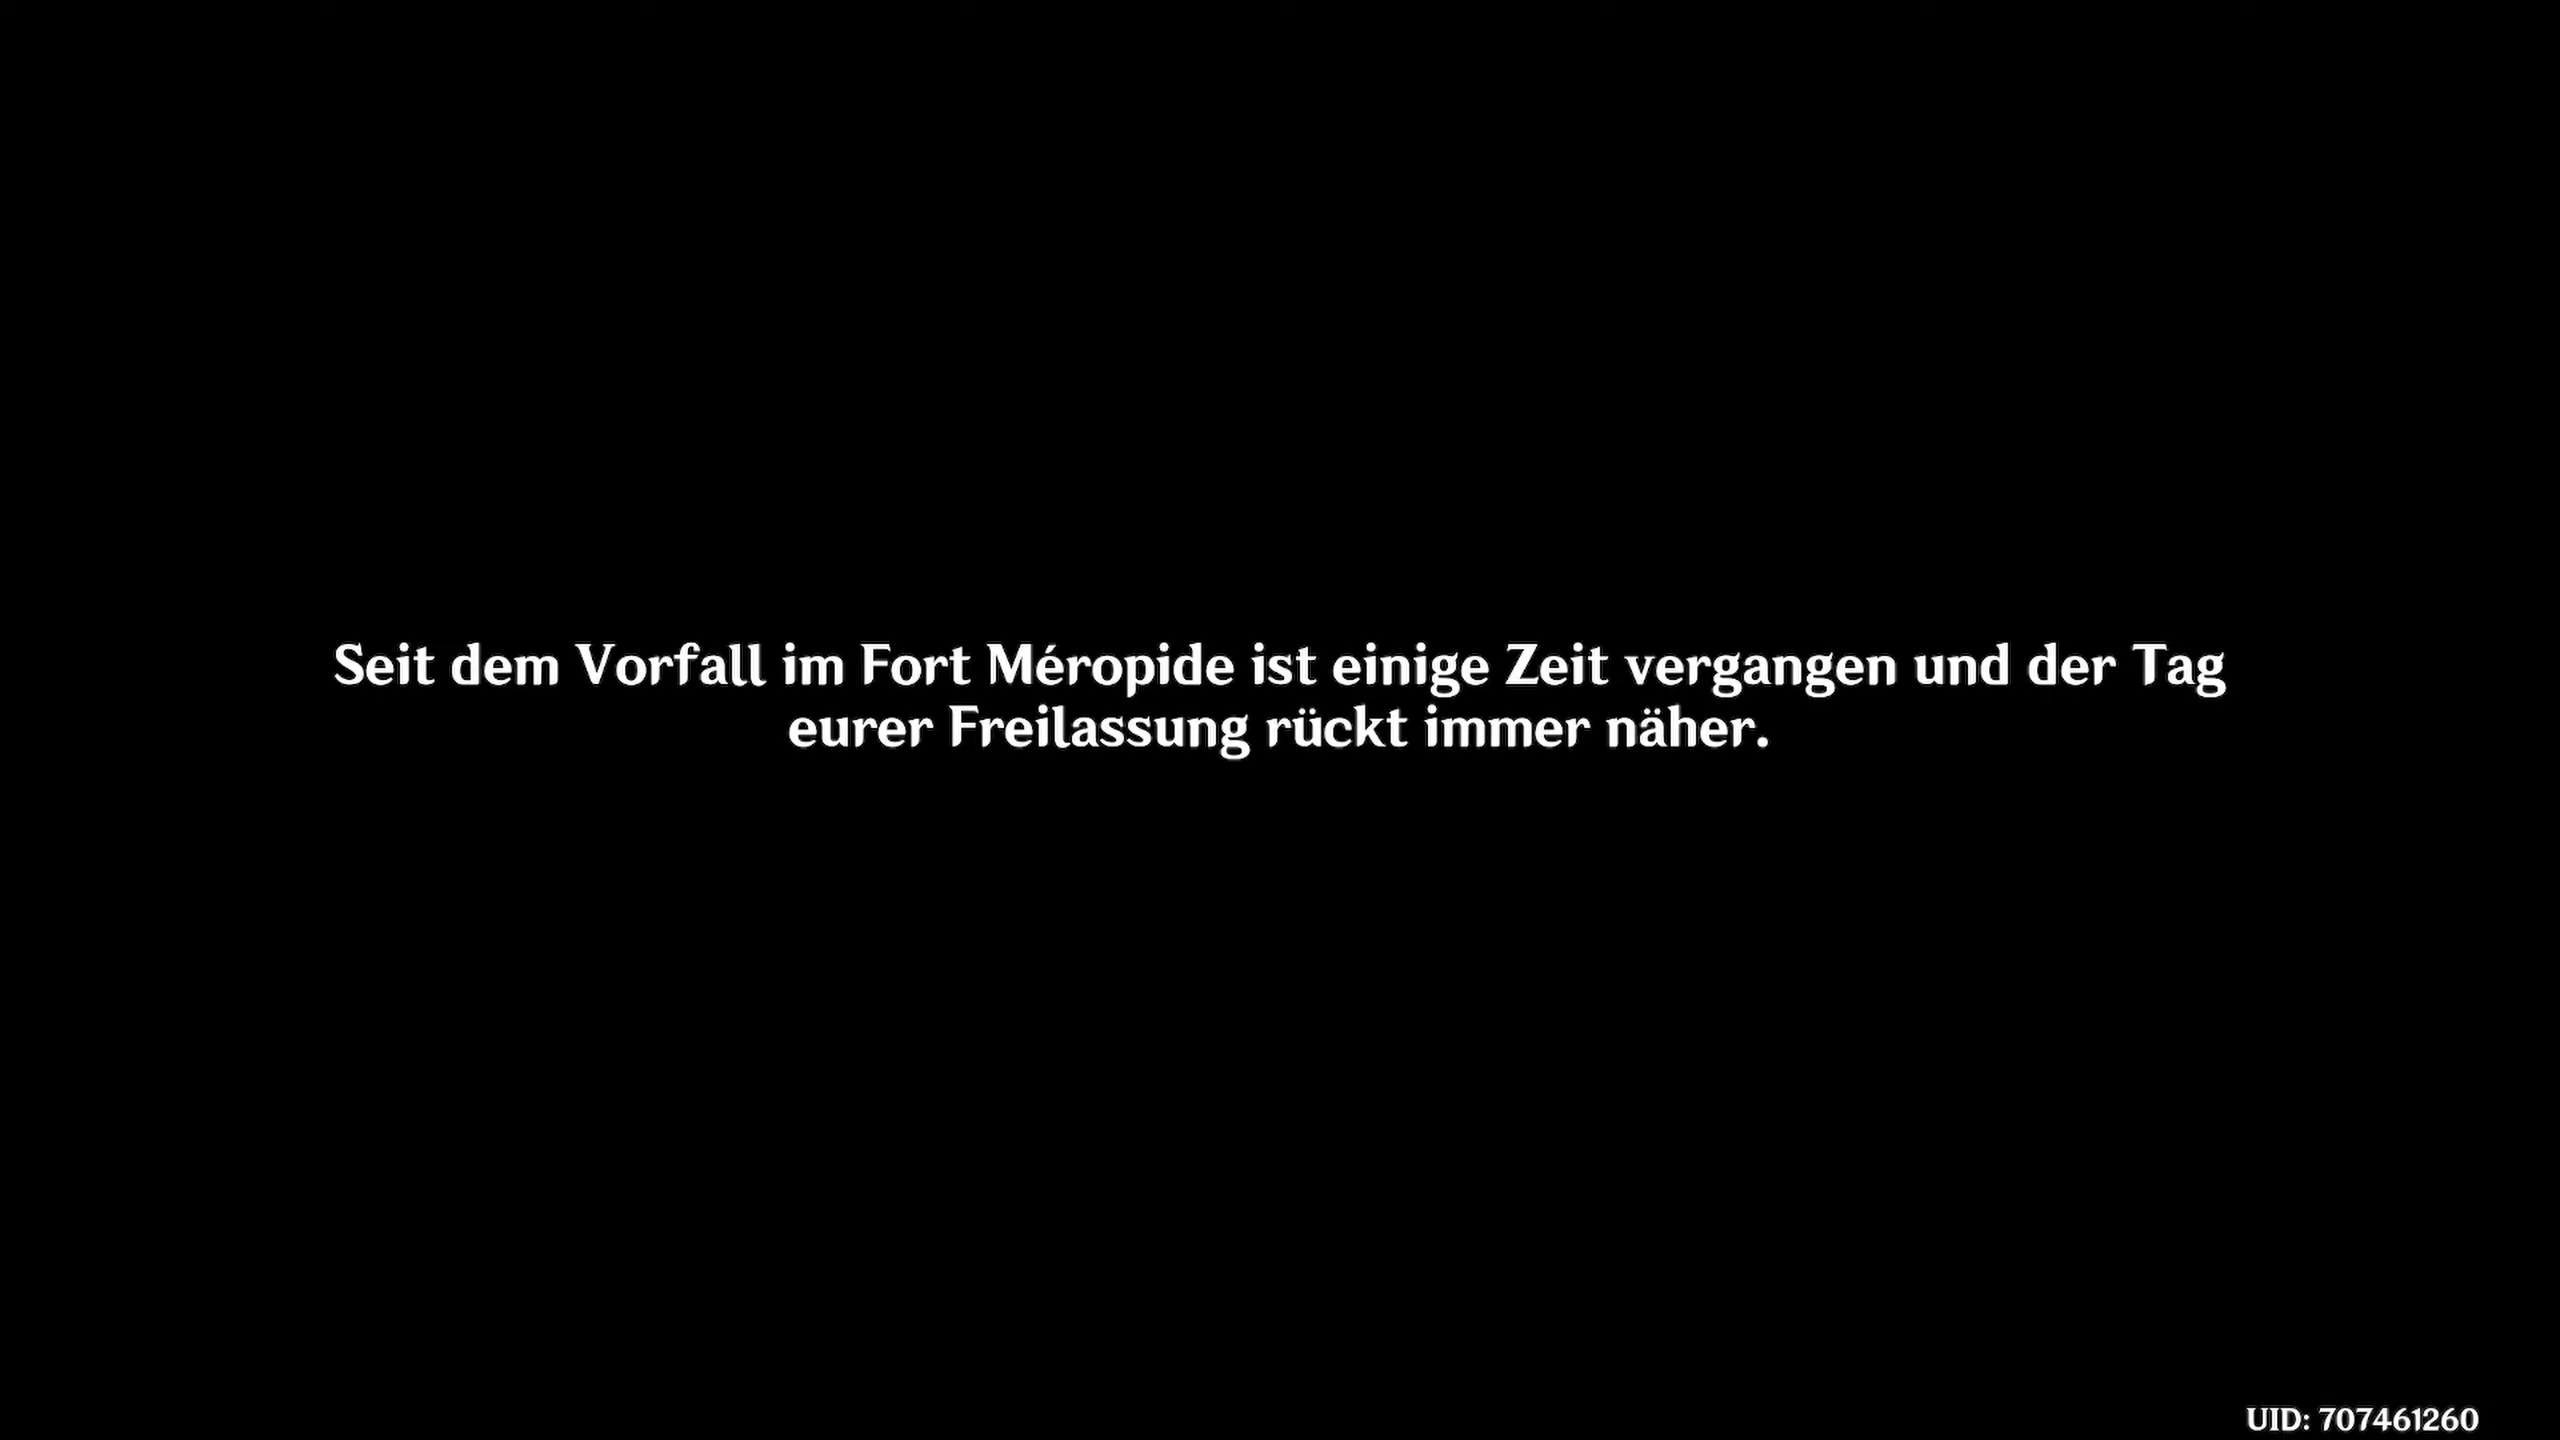 Seit dem Vorfall im Fort Méropide ist einige Zeit vergangen und der Tag
eurer Freilassung rückt immer näher.
UID: 707461260